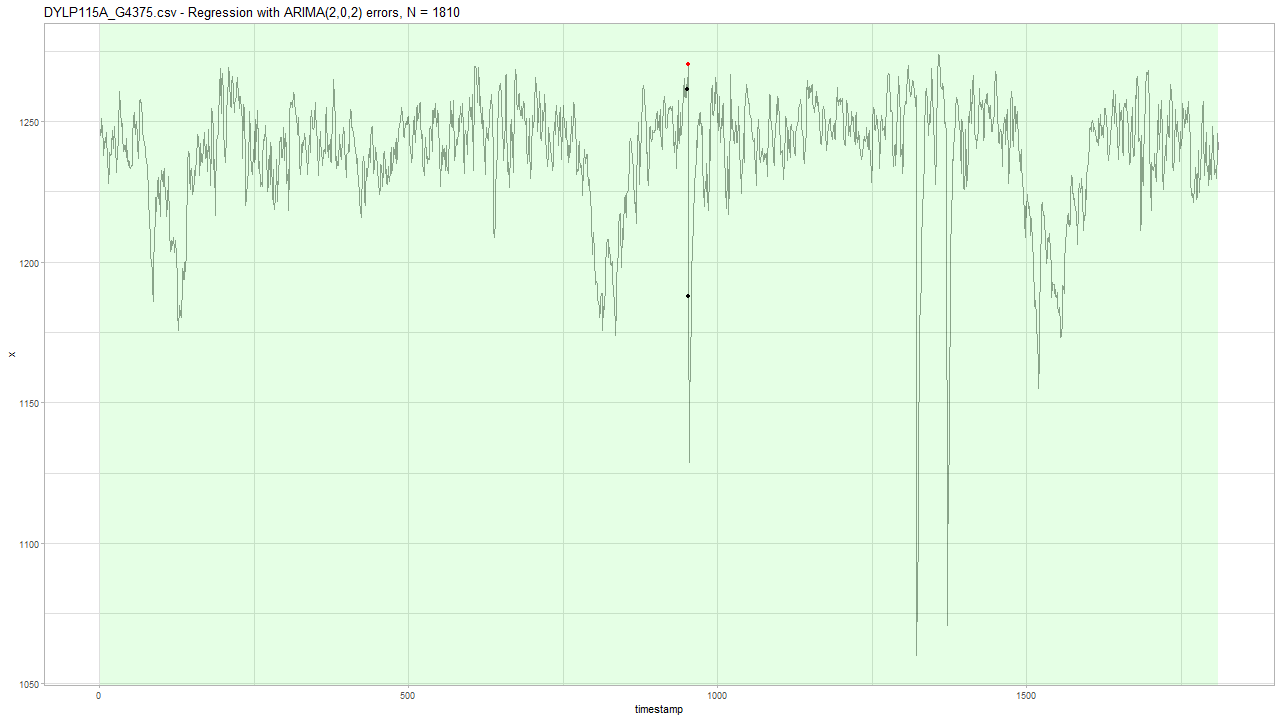 DYLP115A_G4375.csv - Regression with ARIMA(2,0,2) errors, N = 1810
1250
1200
x
1150
1100
1050
0 500 1000 1500
timestamp